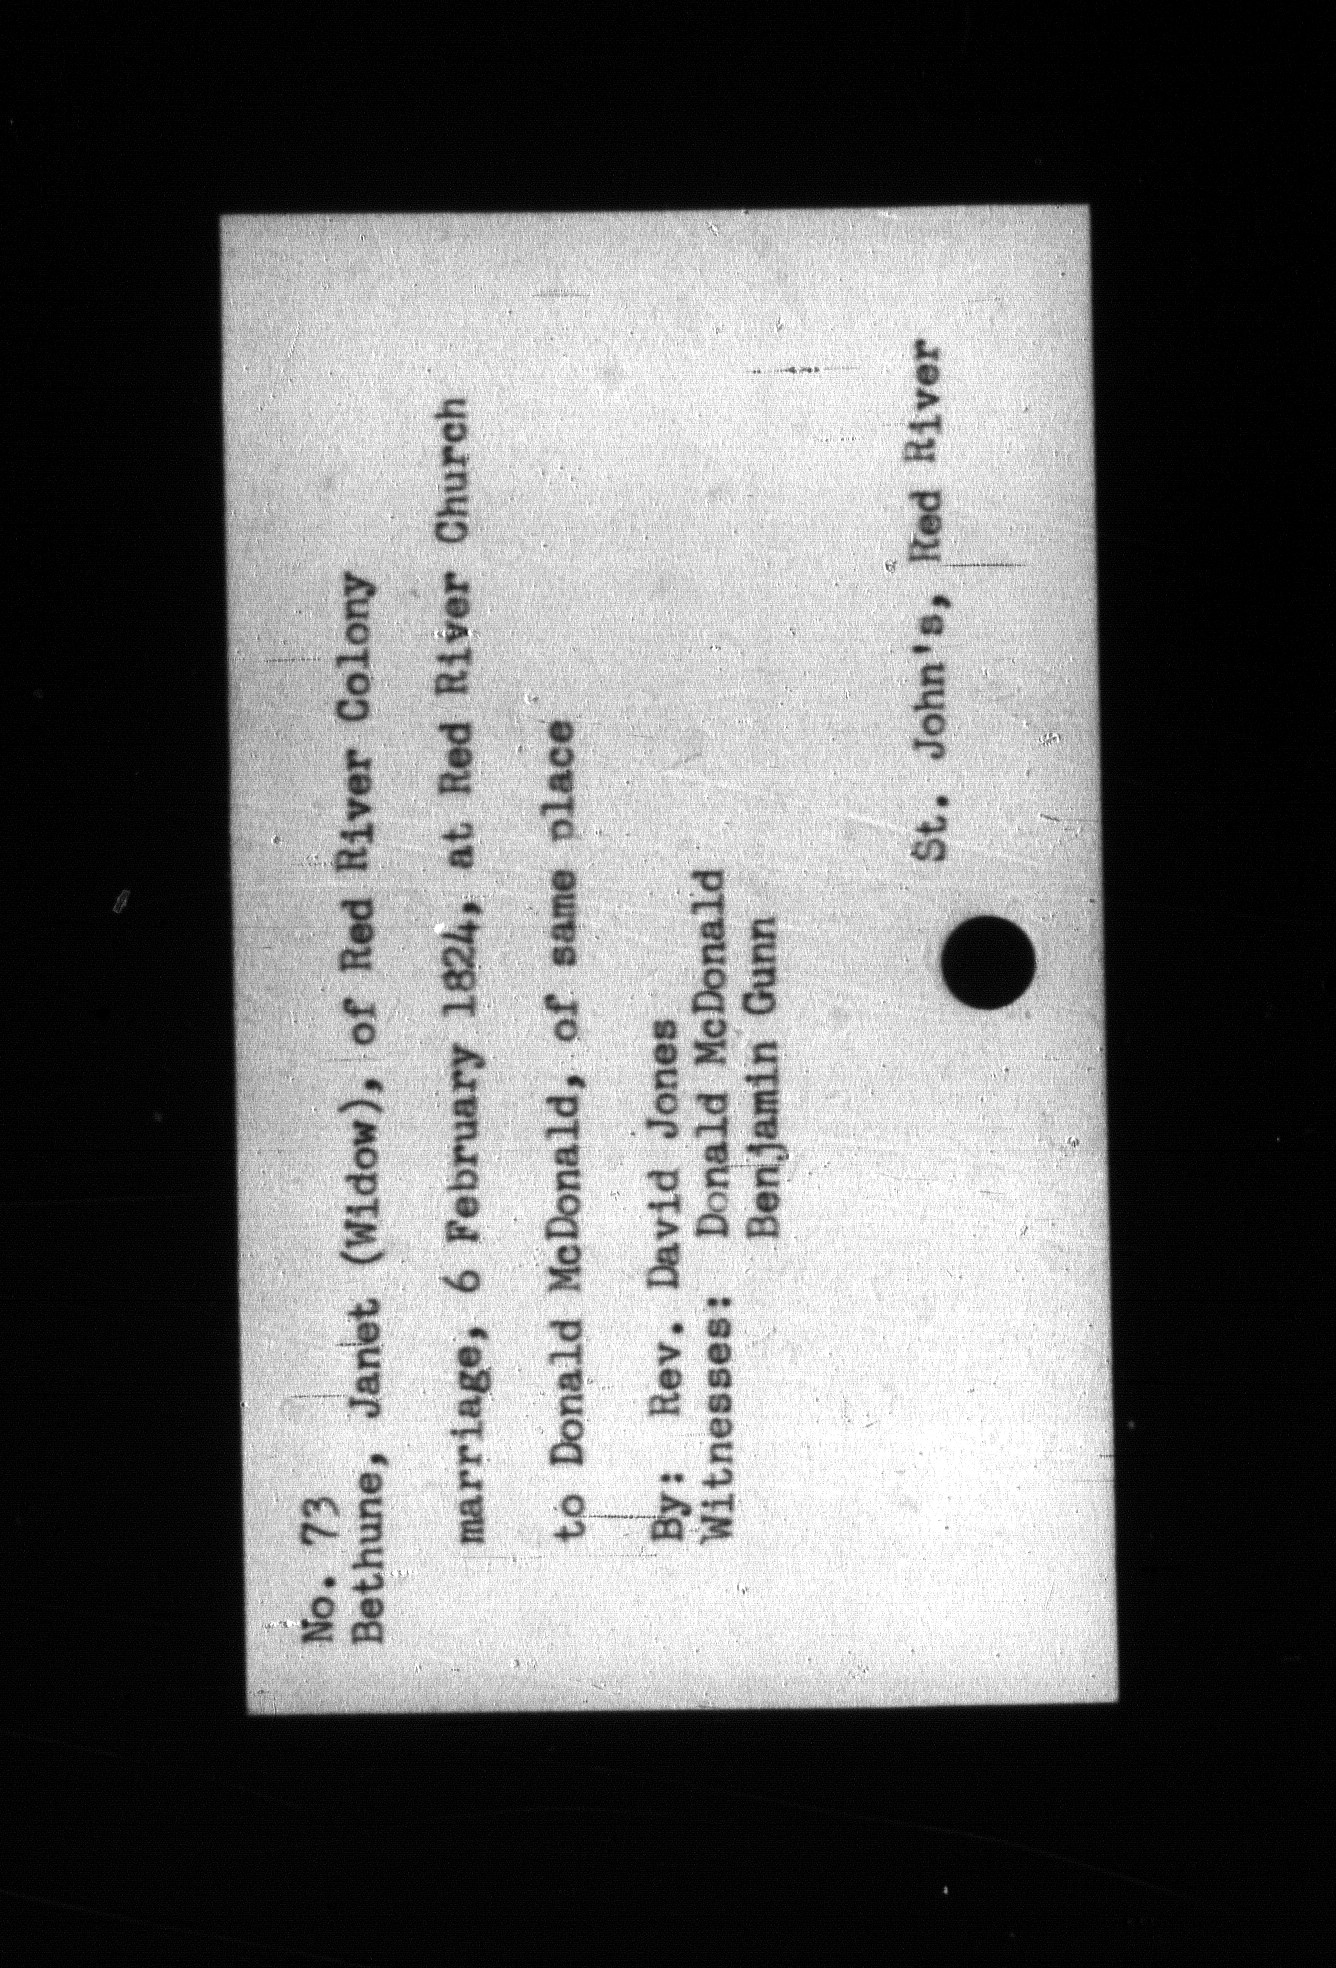 No. 73
Bethune, Janet (Widow), of Red River Colony
marriage, 6 February 1824, at Red River Church
to Donald McDonald, of same place
By: Rev. David Jones
Witnesses: Donald McDonald
Benjamin Gunn
St. John's, Red River